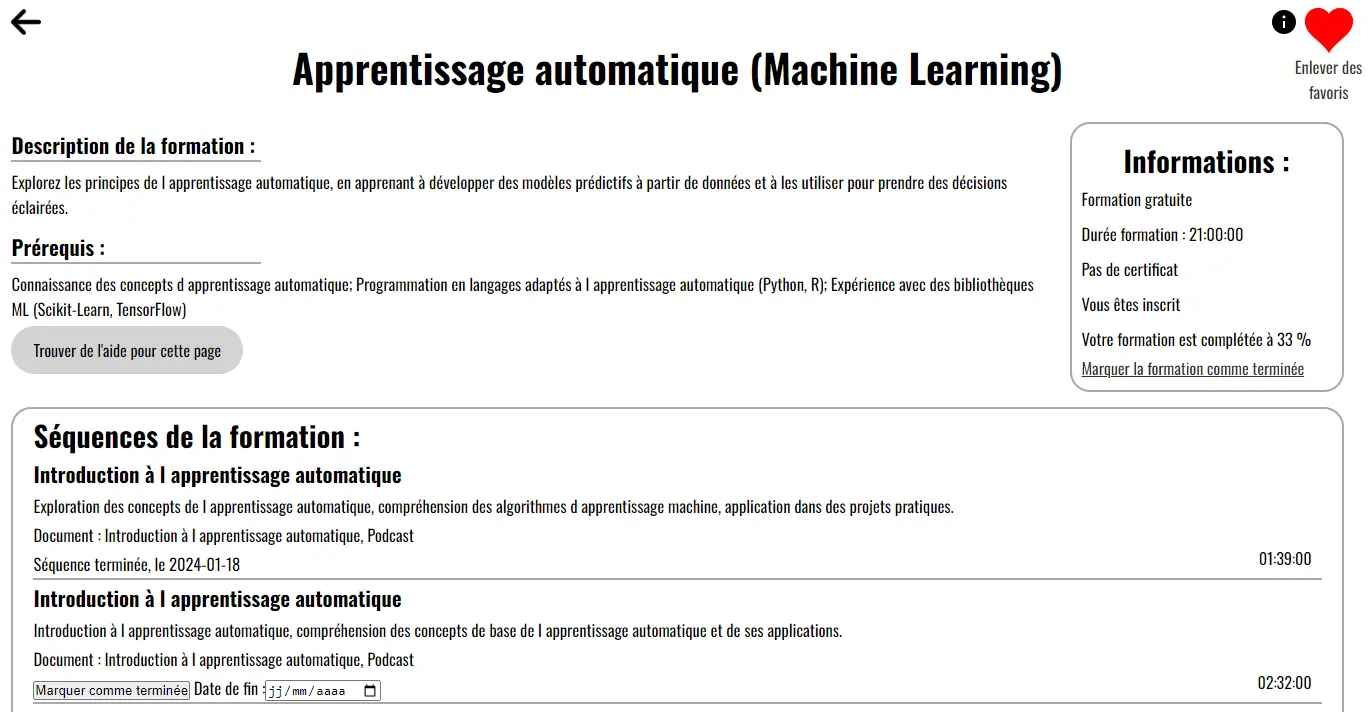 Enlever des
favoris
Apprentissage automatique (Machine Learning)
Description de la formation :
Explorez les principes de l apprentissage automatique, en apprenant à développer des modèles prédictifs à partir de données et à les utiliser pour prendre des décisions
éclairées.
Prérequis :
Connaissance des concepts d apprentissage automatique; Programmation en langages adaptés à l apprentissage automatique (Python, R); Expérience avec des bibliothèques
ML (Scikit-Learn, TensorFlow)
Trouver de l'aide pour cette page
Informations :
Formation gratuite
Durée formation : 21:00:00
Pas de certificat
Vous êtes inscrit
Votre formation est complétée à 33 %
Marquer la formation comme terminée
Séquences de la formation :
Introduction à l apprentissage automatique
Exploration des concepts de l apprentissage automatique, compréhension des algorithmes d apprentissage machine, application dans des projets pratiques.
Document : Introduction à l apprentissage automatique, Podcast
Séquence terminée, le 2024-01-18
01:39:00
Introduction à l apprentissage automatique
Introduction à l apprentissage automatique, compréhension des concepts de base de l apprentissage automatique et de ses applications.
Document : Introduction à l apprentissage automatique, Podcast
Marquer comme terminée Date de fin : jj/mm/aaaa
02:32:00